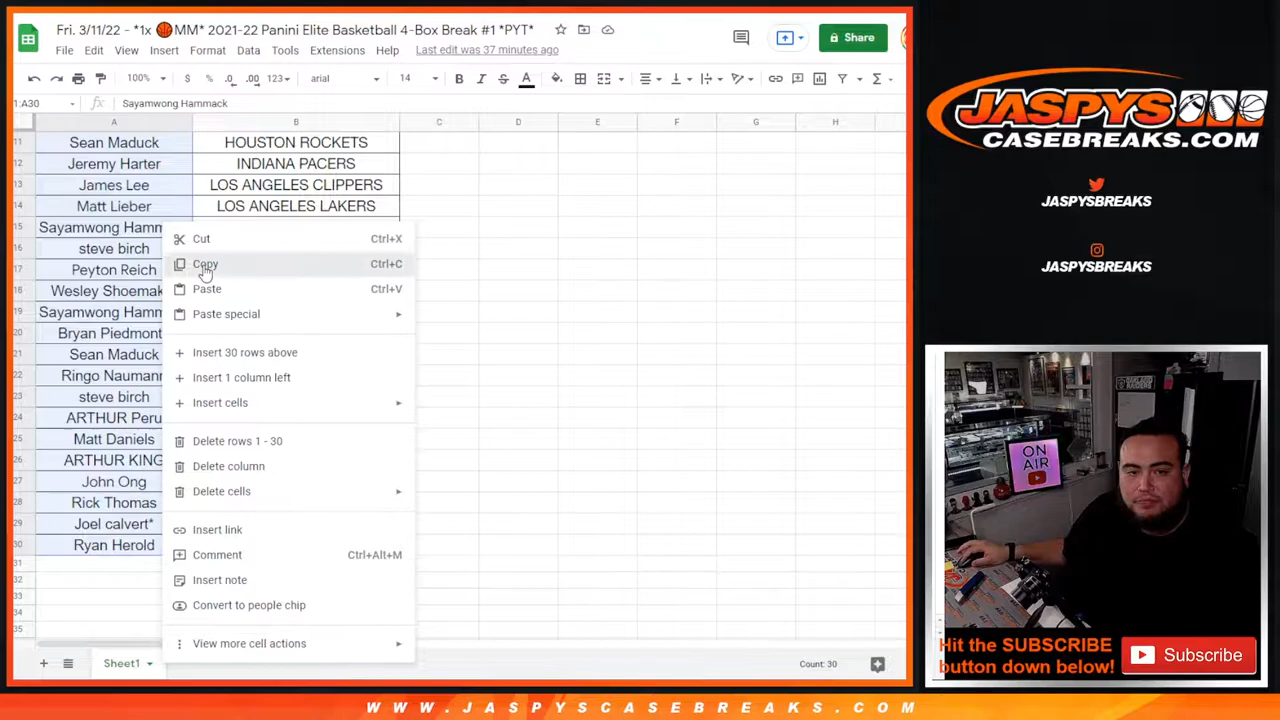 Fri. 3/11/22 - *1x 🏀MM* 2021-22 Panini Elite Basketball 4-Box Break #1 *PYT*
File Edit View Insert Format Data Tools Extensions Help Last edit was 37 minutes ago
Share
100% $ % .0 .00 123 arial 14 B I S A
1:A30 fx Sayamwong Hammack
A B C D E F G H
11 Sean Maduck HOUSTON ROCKETS
12 Jeremy Harter INDIANA PACERS
13 James Lee LOS ANGELES CLIPPERS
14 Matt Lieber LOS ANGELES LAKERS
15 Sayamwong Hamm
16 steve birch
17 Peyton Reich
18 Wesley Shoemak
19 Sayamwong Hamm
20 Bryan Piedmont
21 Sean Maduck
22 Ringo Naumann
23 steve birch
24 ARTHUR Peru
25 Matt Daniels
26 ARTHUR KING
27 John Ong
28 Rick Thomas
29 Joel calvert*
30 Ryan Herold
31
32
33
34
35
Cut Ctrl+X
Copy Ctrl+C
Paste Ctrl+V
Paste special
Insert 30 rows above
Insert 1 column left
Insert cells
Delete rows 1 - 30
Delete column
Delete cells
Insert link
Comment Ctrl+Alt+M
Insert note
Convert to people chip
View more cell actions
Sheet1
Count: 30
JASPYS
CASEBREAKS.COM
JASPYSBREAKS
JASPYSBREAKS
OAKLAND
RAIDERS
ON
AIR
Hit the SUBSCRIBE
button down below!
Subscribe
WWW.JASPYSCASEBREAKS.COM